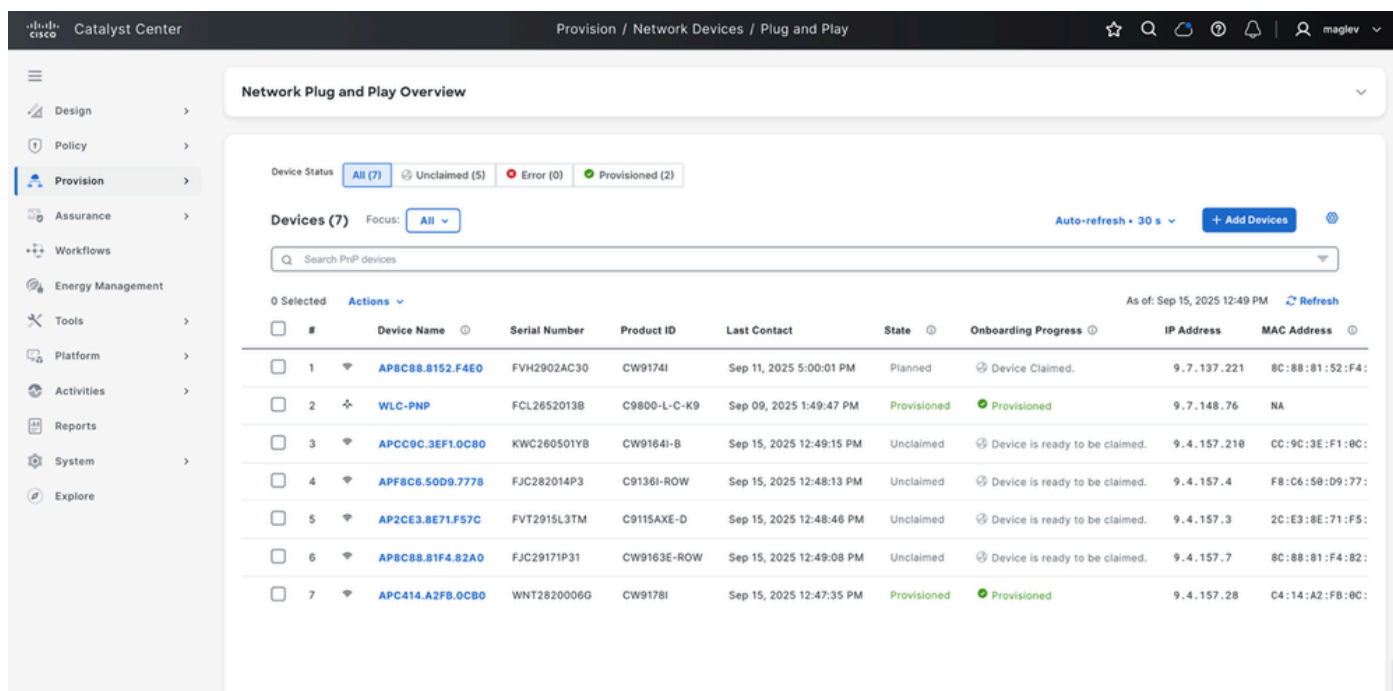 cisco Catalyst Center Provision / Network Devices / Plug and Play maglev
Design
Policy
Provision
Assurance
Workflows
Energy Management
Tools
Platform
Activities
Reports
System
Explore
Network Plug and Play Overview
Device Status All (7) Unclaimed (5) Error (0) Provisioned (2)
Devices (7) Focus: All Auto-refresh • 30 s + Add Devices
Search PnP devices
0 Selected Actions As of: Sep 15, 2025 12:49 PM Refresh
# Device Name Serial Number Product ID Last Contact State Onboarding Progress IP Address MAC Address
1 AP8C88.8152.F4E0 FVH2902AC30 CW9174I Sep 11, 2025 5:00:01 PM Planned Device Claimed. 9.7.137.221 8C:88:81:52:F4:
2 WLC-PNP FCL2652013B C9800-L-C-K9 Sep 09, 2025 1:49:47 PM Provisioned Provisioned 9.7.148.76 NA
3 APCC9C.3EF1.0C80 KWC260501YB CW9164I-B Sep 15, 2025 12:49:15 PM Unclaimed Device is ready to be claimed. 9.4.157.210 CC:9C:3E:F1:0C:
4 APF8C6.50D9.7778 FJC282014P3 C9136I-ROW Sep 15, 2025 12:48:13 PM Unclaimed Device is ready to be claimed. 9.4.157.4 F8:C6:50:D9:77:
5 AP2CE3.8E71.F57C FVT2915L3TM C9115AXE-D Sep 15, 2025 12:48:46 PM Unclaimed Device is ready to be claimed. 9.4.157.3 2C:E3:8E:71:F5:
6 AP8C88.81F4.82A0 FJC29171P31 CW9163E-ROW Sep 15, 2025 12:49:08 PM Unclaimed Device is ready to be claimed. 9.4.157.7 8C:88:81:F4:82:
7 APC414.A2FB.0CB0 WNT2820006G CW9178I Sep 15, 2025 12:47:35 PM Provisioned Provisioned 9.4.157.28 C4:14:A2:FB:0C: